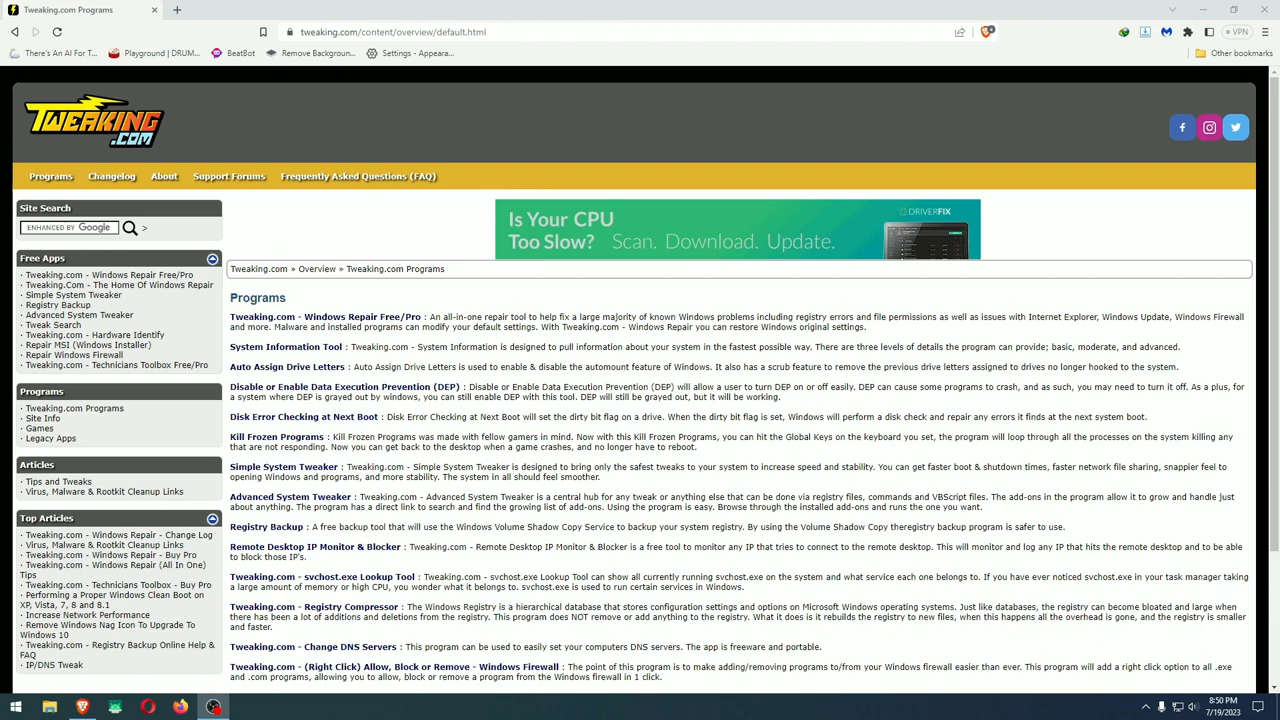 Tweaking.com Programs
tweaking.com/content/overview/default.html
4
VPN
There's An AI For T...
Playground | DRUM...
BeatBot
Remove Backgroun...
Settings - Appeara...
Other bookmarks
TWEAKING
.COM
Programs
Changelog
About
Support Forums
Frequently Asked Questions (FAQ)
Site Search
ENHANCED BY Google
>
Free Apps
· Tweaking.com - Windows Repair Free/Pro
· Tweaking.Com - The Home Of Windows Repair
· Simple System Tweaker
· Registry Backup
· Advanced System Tweaker
· Tweak Search
· Tweaking.com - Hardware Identify
· Repair MSI (Windows Installer)
· Repair Windows Firewall
· Tweaking.com - Technicians Toolbox Free/Pro
Programs
· Tweaking.com Programs
· Site Info
· Games
· Legacy Apps
Articles
· Tips and Tweaks
· Virus, Malware & Rootkit Cleanup Links
Top Articles
· Tweaking.com - Windows Repair - Change Log
· Virus, Malware & Rootkit Cleanup Links
· Tweaking.com - Windows Repair - Buy Pro
· Tweaking.com - Windows Repair (All In One)
Tips
· Tweaking.com - Technicians Toolbox - Buy Pro
· Performing a Proper Windows Clean Boot on
XP, Vista, 7, 8 and 8.1
· Increase Network Performance
· Remove Windows Nag Icon To Upgrade To
Windows 10
· Tweaking.com - Registry Backup Online Help &
FAQ
· IP/DNS Tweak
Is Your CPU
Too Slow? Scan. Download. Update.
DRIVERFIX
Tweaking.com » Overview » Tweaking.com Programs
Programs
Tweaking.com - Windows Repair Free/Pro : An all-in-one repair tool to help fix a large majority of known Windows problems including registry errors and file permissions as well as issues with Internet Explorer, Windows Update, Windows Firewall
and more. Malware and installed programs can modify your default settings. With Tweaking.com - Windows Repair you can restore Windows original settings.
System Information Tool : Tweaking.com - System Information is designed to pull information about your system in the fastest possible way. There are three levels of details the program can provide; basic, moderate, and advanced.
Auto Assign Drive Letters : Auto Assign Drive Letters is used to enable & disable the automount feature of Windows. It also has a scrub feature to remove the previous drive letters assigned to drives no longer hooked to the system.
Disable or Enable Data Execution Prevention (DEP) : Disable or Enable Data Execution Prevention (DEP) will allow a user to turn DEP on or off easily. DEP can cause some programs to crash, and as such, you may need to turn it off. As a plus, for
a system where DEP is grayed out by windows, you can still enable DEP with this tool. DEP will still be grayed out, but it will be working.
Disk Error Checking at Next Boot : Disk Error Checking at Next Boot will set the dirty bit flag on a drive. When the dirty bit flag is set, Windows will perform a disk check and repair any errors it finds at the next system boot.
Kill Frozen Programs : Kill Frozen Programs was made with fellow gamers in mind. Now with this Kill Frozen Programs, you can hit the Global Keys on the keyboard you set, the program will loop through all the processes on the system killing any
that are not responding. Now you can get back to the desktop when a game crashes, and no longer have to reboot.
Simple System Tweaker : Tweaking.com - Simple System Tweaker is designed to bring only the safest tweaks to your system to increase speed and stability. You can get faster boot & shutdown times, faster network file sharing, snappier feel to
opening Windows and programs, and more stability. The system in all should feel smoother.
Advanced System Tweaker : Tweaking.com - Advanced System Tweaker is a central hub for any tweak or anything else that can be done via registry files, commands and VBScript files. The add-ons in the program allow it to grow and handle just
about anything. The program has a direct link to search and find the growing list of add-ons. Using the program is easy. Browse through the installed add-ons and runs the one you want.
Registry Backup : A free backup tool that will use the Windows Volume Shadow Copy Service to backup your system registry. By using the Volume Shadow Copy theregistry backup program is safer to use.
Remote Desktop IP Monitor & Blocker : Tweaking.com - Remote Desktop IP Monitor & Blocker is a free tool to monitor any IP that tries to connect to the remote desktop. This will monitor and log any IP that hits the remote desktop and to be able
to block those IP's.
Tweaking.com - svchost.exe Lookup Tool : Tweaking.com - svchost.exe Lookup Tool can show all currently running svchost.exe on the system and what service each one belongs to. If you have ever noticed svchost.exe in your task manager taking
a large amount of memory or high CPU, you wonder what it belongs to. svchost.exe is used to run certain services in Windows.
Tweaking.com - Registry Compressor : The Windows Registry is a hierarchical database that stores configuration settings and options on Microsoft Windows operating systems. Just like databases, the registry can become bloated and large when
there has been a lot of additions and deletions from the registry. This program does NOT remove or add anything to the registry. What it does is it rebuilds the registry to new files, when this happens all the overhead is gone, and the registry is smaller
and faster.
Tweaking.com - Change DNS Servers : This program can be used to easily set your computers DNS servers. The app is freeware and portable.
Tweaking.com - (Right Click) Allow, Block or Remove - Windows Firewall : The point of this program is to make adding/removing programs to/from your Windows firewall easier than ever. This program will add a right click option to all .exe
and .com programs, allowing you to allow, block or remove a program from the Windows firewall in 1 click.
8:50 PM
7/19/2023